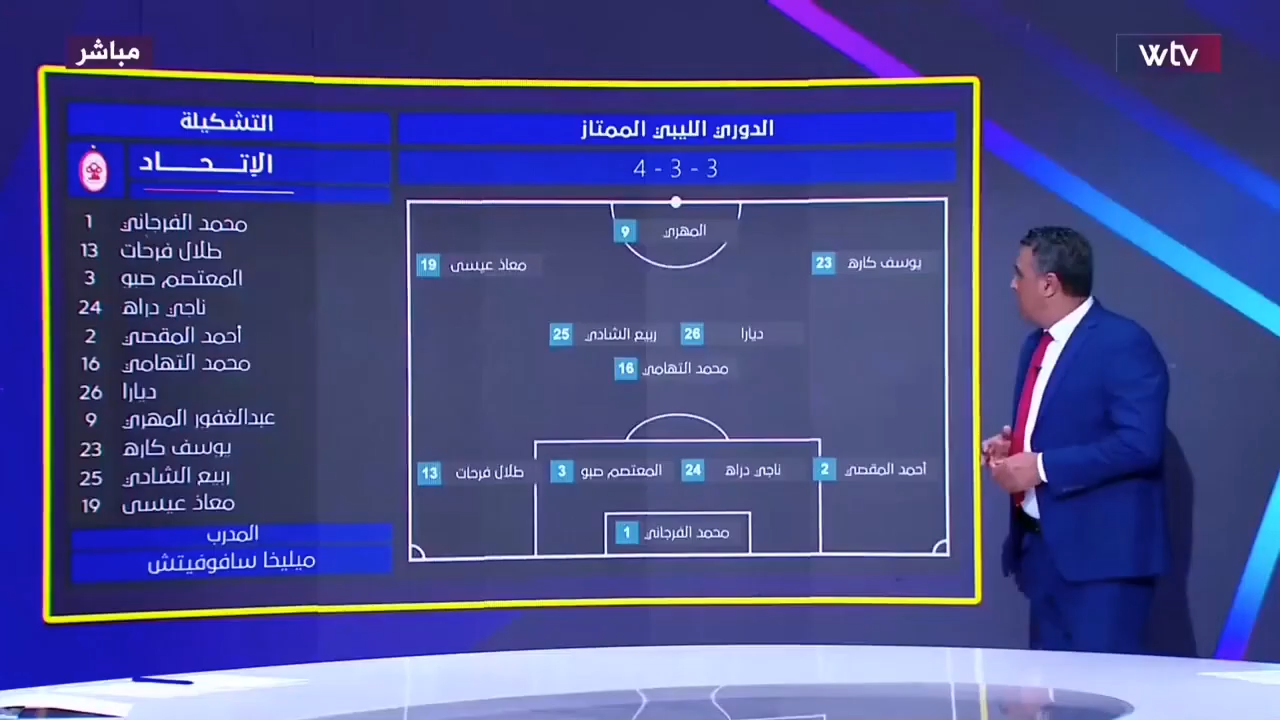 مباشر
wtv
التشكيلة
الإتـحـاد
الدوري الليبي الممتاز
4 - 3 - 3
1 محمد الفرجاني
13 طلال فرحات
3 المعتصم صبو
24 ناجي دراه
2 أحمد المقصي
16 محمد التهامي
26 ديارا
9 عبدالغفور المهري
23 يوسف كاره
25 ربيع الشادي
19 معاذ عيسى
المدرب
ميليخا سافوفيتش
9 المهري
19 معاذ عيسى
23 يوسف كاره
25 ربيع الشادي
26 ديارا
16 محمد التهامي
13 طلال فرحات
3 المعتصم صبو
24 ناجي دراه
2 أحمد المقصي
1 محمد الفرجاني